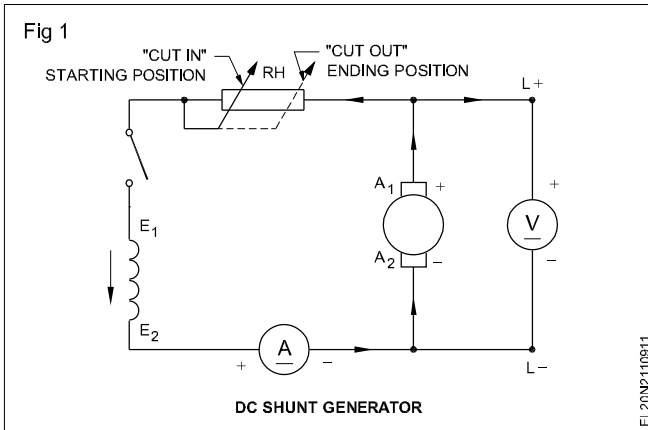 Fig 1
"CUT IN"
STARTING POSITION
RH
"CUT OUT"
ENDING POSITION
L+
A1
+
+
V
A2
−
−
E1
E2
+
A
−
L−
DC SHUNT GENERATOR
EL20N2110911